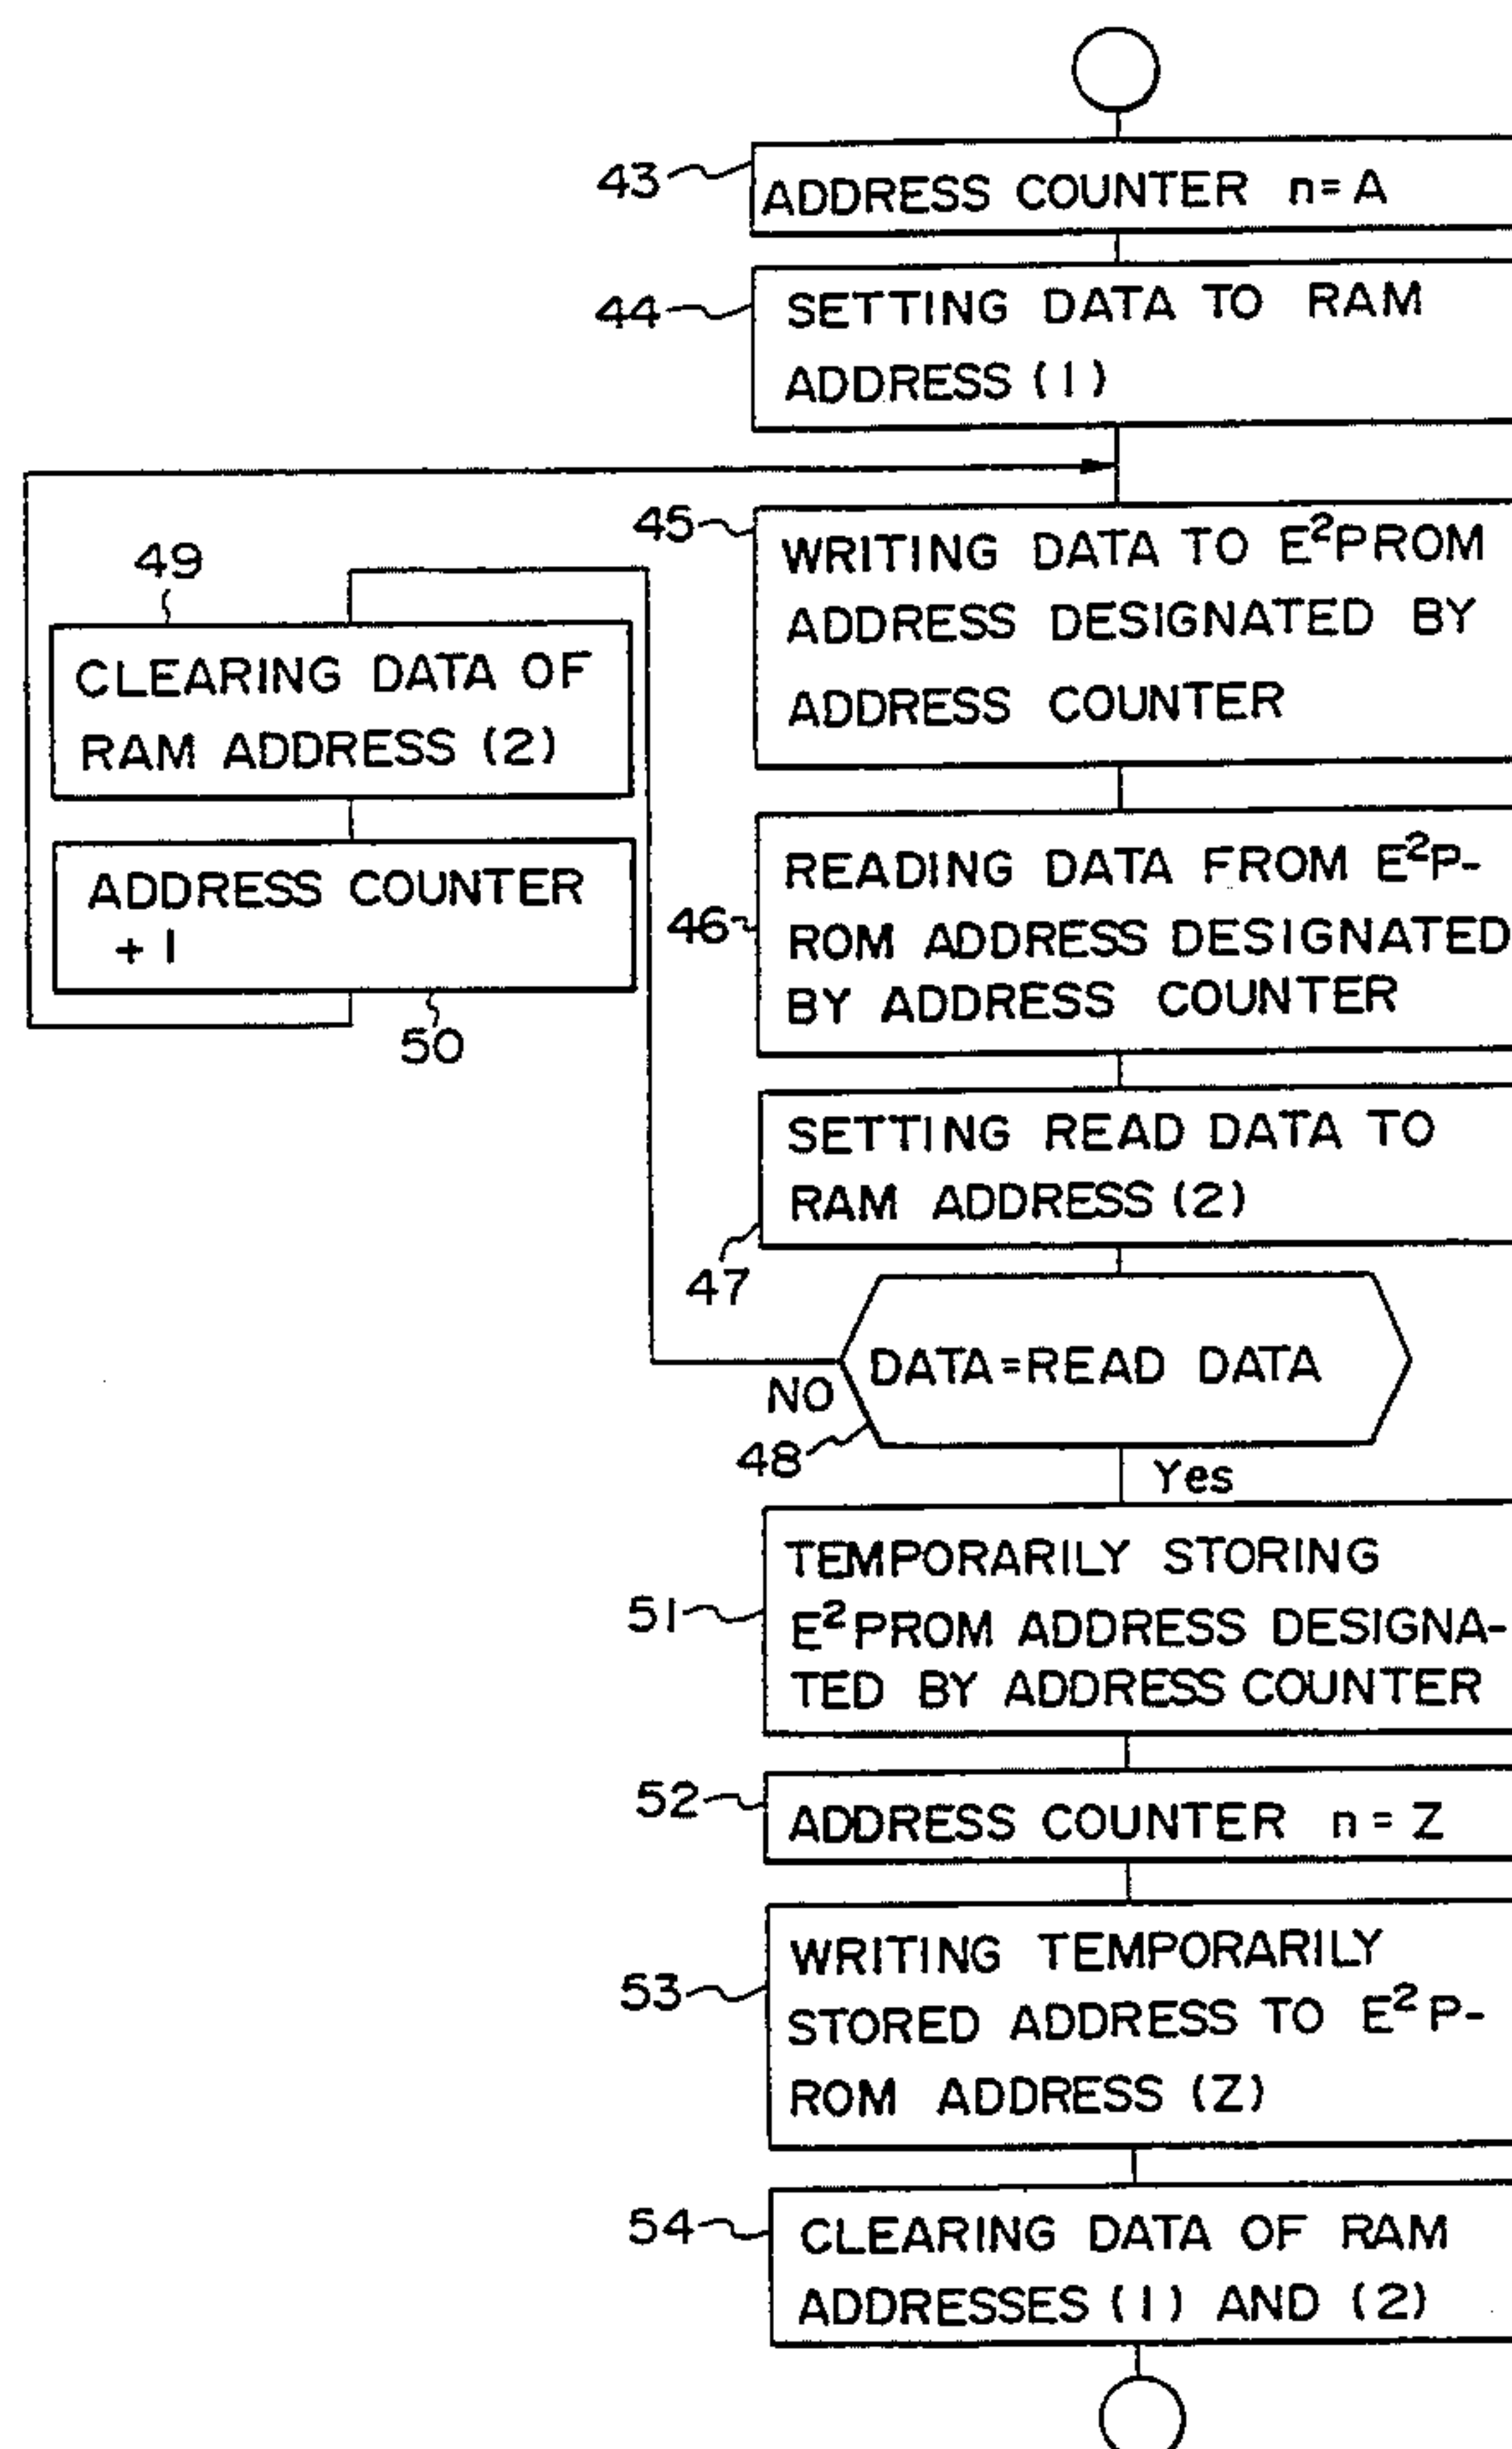 43
ADDRESS COUNTER n=A
44
SETTING DATA TO RAM
ADDRESS (1)
45
WRITING DATA TO E²PROM
ADDRESS DESIGNATED BY
ADDRESS COUNTER
46
READING DATA FROM E²P-
ROM ADDRESS DESIGNATED
BY ADDRESS COUNTER
47
SETTING READ DATA TO
RAM ADDRESS (2)
48
DATA=READ DATA
NO
Yes
49
CLEARING DATA OF
RAM ADDRESS (2)
ADDRESS COUNTER
+1
50
51
TEMPORARILY STORING
E²PROM ADDRESS DESIGNA-
TED BY ADDRESS COUNTER
52
ADDRESS COUNTER n=Z
53
WRITING TEMPORARILY
STORED ADDRESS TO E²P-
ROM ADDRESS (Z)
54
CLEARING DATA OF RAM
ADDRESSES (1) AND (2)